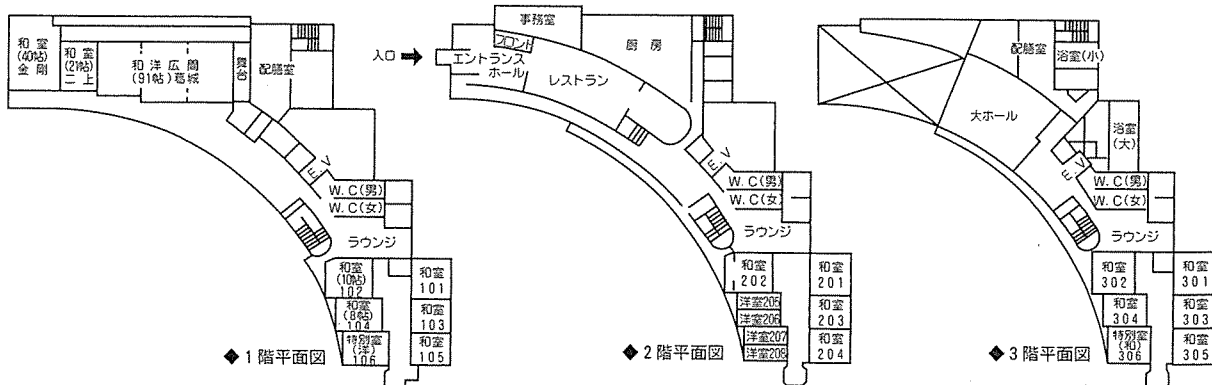 和室
(40帖)
金剛
和室
(21帖)
二上
和洋広間
(91帖)葛城
舞台
配膳室
E.V
W.C(男)
W.C(女)
ラウンジ
和室
(10帖)
102
和室
101
和室
(8帖)
104
和室
103
特別室
(洋)
106
和室
105
◆1階平面図
入口
事務室
フロント
エントランス
ホール
厨房
レストラン
E.V
W.C(男)
W.C(女)
ラウンジ
和室
202
和室
201
洋室205
洋室206
和室
203
洋室207
洋室208
和室
204
◆2階平面図
配膳室
浴室(小)
大ホール
浴室
(大)
E.V
W.C(男)
W.C(女)
ラウンジ
和室
302
和室
301
和室
304
和室
303
特別室
(和)
306
和室
305
◆3階平面図